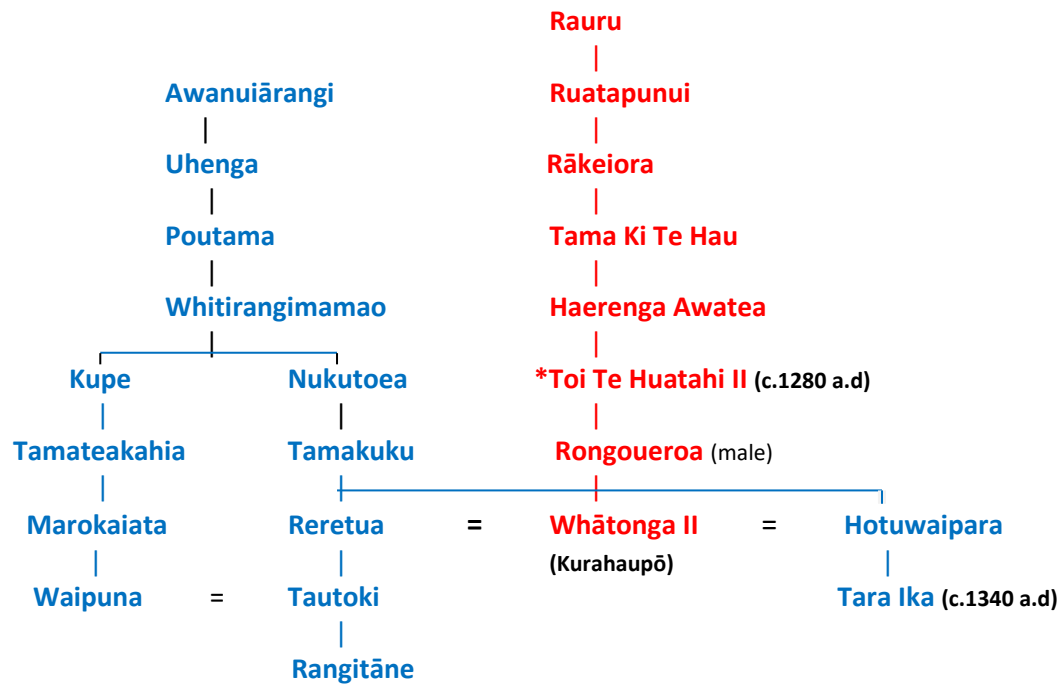 Rauru
Awanuiārangi Ruatapunui
Uhenga Rākeiora
Poutama Tama Ki Te Hau
Whitirangimamao Haerenga Awatea
Kupe Nukutoea *Toi Te Huatahi II (c.1280 a.d)
Tamateakahia Tamakuku Rongoueroa (male)
Marokaiata Reretua = Whātonga II = Hotuwaipara
(Kurahaupō)
Waipuna = Tautoki Tara Ika (c.1340 a.d)
Rangitāne